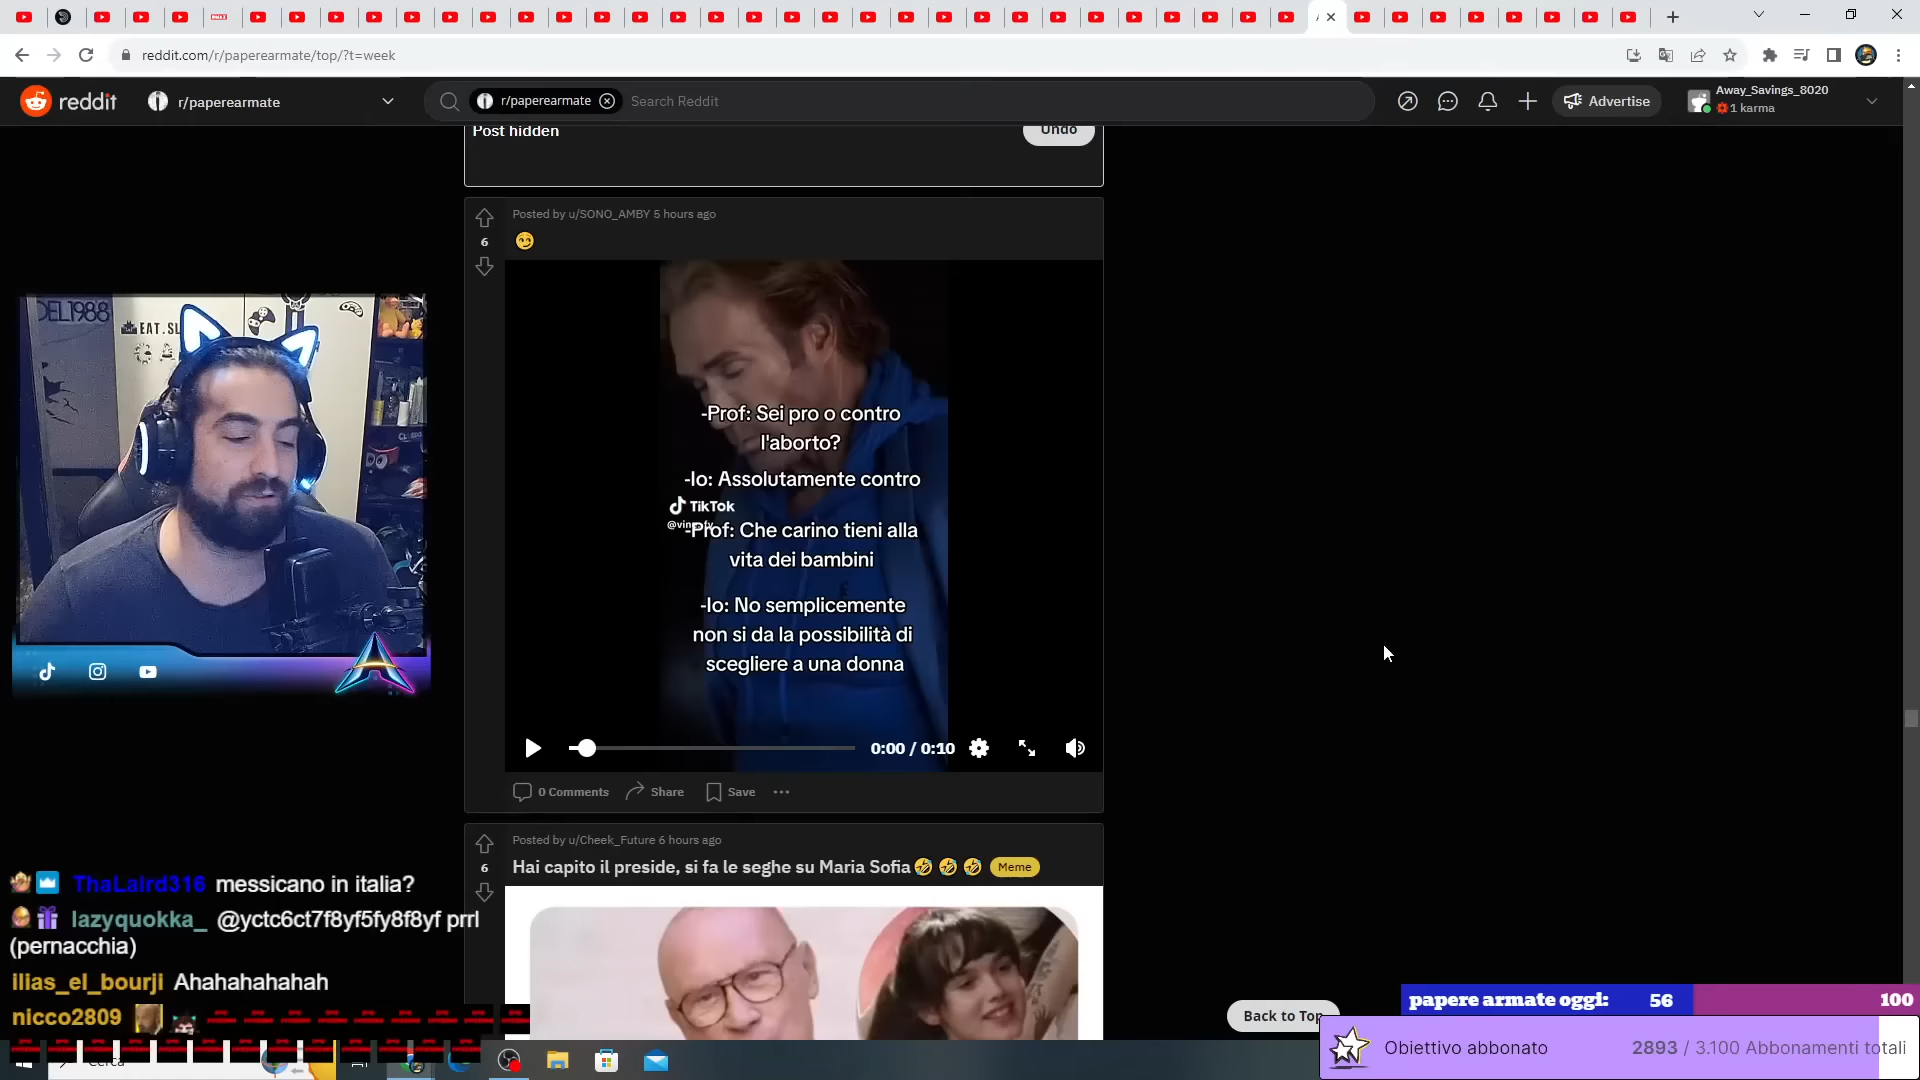 reddit.com/r/paperearmate/top/?t=week
reddit
r/paperearmate
r/paperearmate
Search Reddit
Advertise
Away_Savings_8020
1 karma
Post hidden
Undo
Posted by u/SONO_AMBY 5 hours ago
6
-Prof: Sei pro o contro
l'aborto?
-Io: Assolutamente contro
TikTok
-Prof: Che carino tieni alla
vita dei bambini
-Io: No semplicemente
non si da la possibilità di
scegliere a una donna
0:00 / 0:10
0 Comments
Share
Save
Posted by u/Cheek_Future 6 hours ago
6
Hai capito il preside, si fa le seghe su Maria Sofia🤣 🤣 🤣
Meme
DEL1988
EAT.SL
ThaLaird316 messicano in italia?
lazyquokka_ @yctc6ct7f8yf5fy8f8yf prrl
(pernacchia)
ilias_el_bourji Ahahahahahah
nicco2809
Cerca
Back to Top
papere armate oggi: 56 100
Obiettivo abbonato 2893 / 3.100 Abbonamenti totali